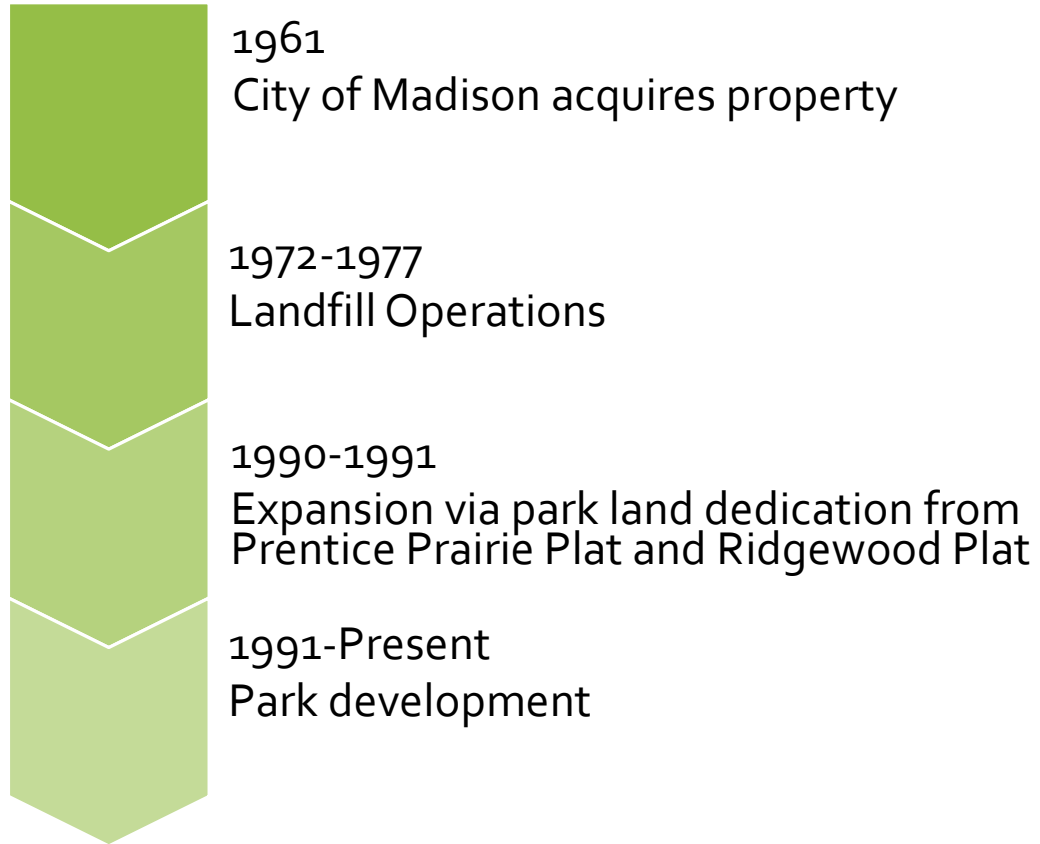 1961
City of Madison acquires property
1972-1977
Landfill Operations
1990-1991
Expansion via park land dedication from
Prentice Prairie Plat and Ridgewood Plat
1991-Present
Park development